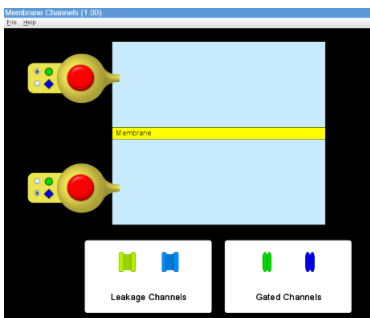 Membrane Channels (1.00)
File Help
Membrane
Leakage Channels
Gated Channels